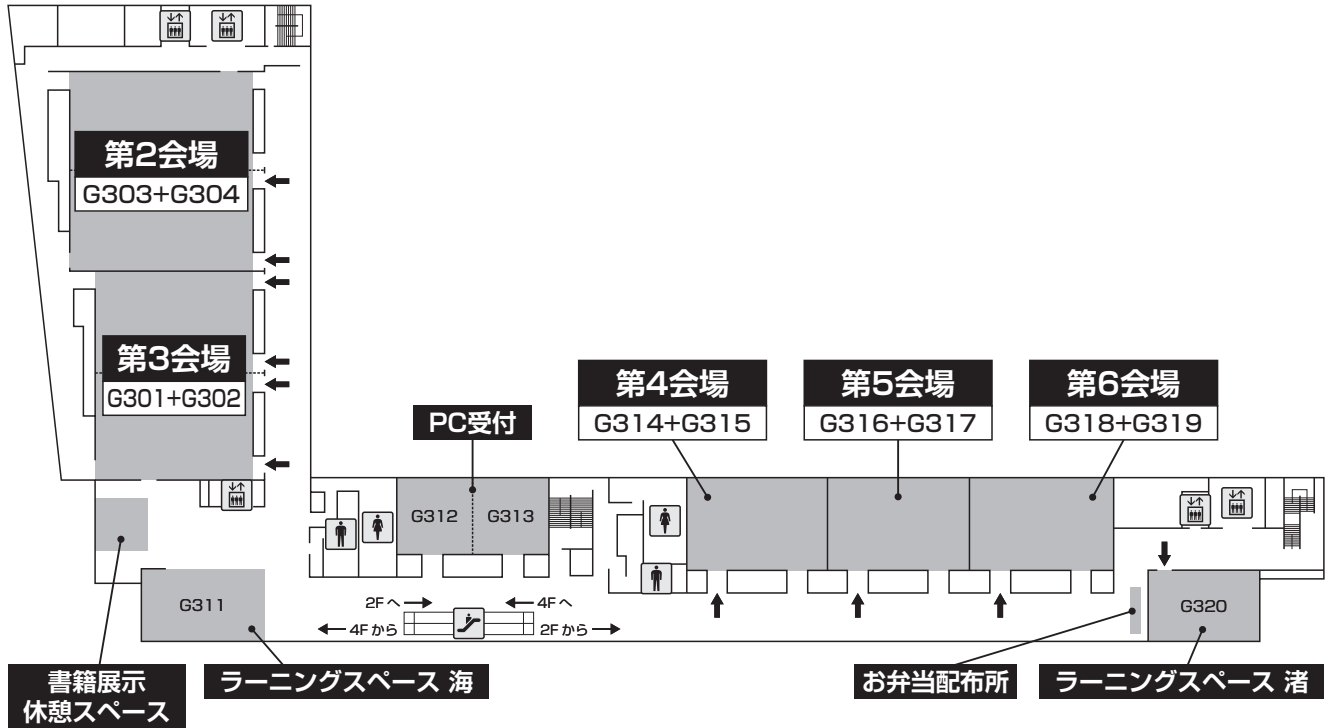 第2会場
G303+G304
第3会場
G301+G302
PC受付
第4会場
G314+G315
第5会場
G316+G317
第6会場
G318+G319
G312
G313
G311
2Fへ
4Fへ
4Fから
2Fから
G320
書籍展示
休憩スペース
ラーニングスペース 海
お弁当配布所
ラーニングスペース 渚